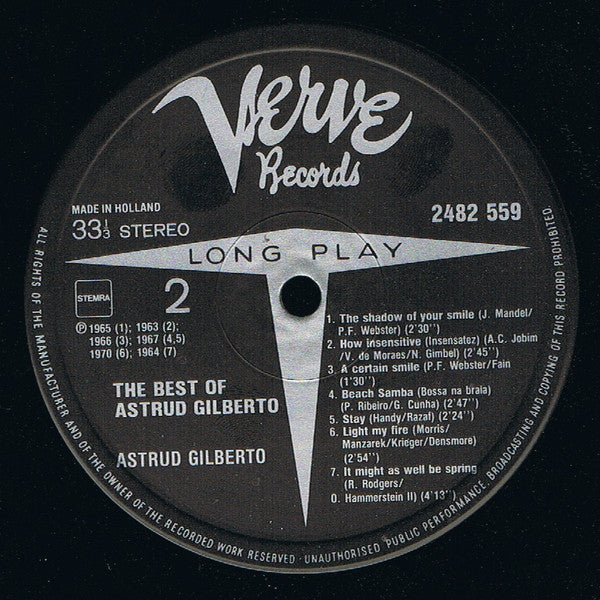 Verve
Records
MADE IN HOLLAND
33⅓ STEREO
2482 559
LONG PLAY
STEMRA
2
℗ 1965 (1); 1963 (2);
1966 (3); 1967 (4,5)
1970 (6); 1964 (7)
THE BEST OF
ASTRUD GILBERTO
ASTRUD GILBERTO
1. The shadow of your smile (J. Mandel/
P.F. Webster) (2'30'')
2. How insensitive (Insensatez) (A.C. Jobim
/V. de Moraes/N. Gimbel) (2'45'')
3. A certain smile (P.F. Webster/Fain
(1'30'')
4. Beach Samba (Bossa na braia)
(P. Ribeiro/G. Cunha) (2'47'')
5. Stay (Handy/Razaf) (2'24'')
6. Light my fire (Morris/
Manzarek/Krieger/Densmore)
(2'54'')
7. It might as well be spring
(R. Rodgers/
O. Hammerstein II) (4'13'')
ALL RIGHTS OF THE MANUFACTURER AND OF THE OWNER OF THE RECORDED WORK RESERVED · UNAUTHORISED PUBLIC PERFORMANCE, BROADCASTING AND COPYING OF THIS RECORD PROHIBITED.